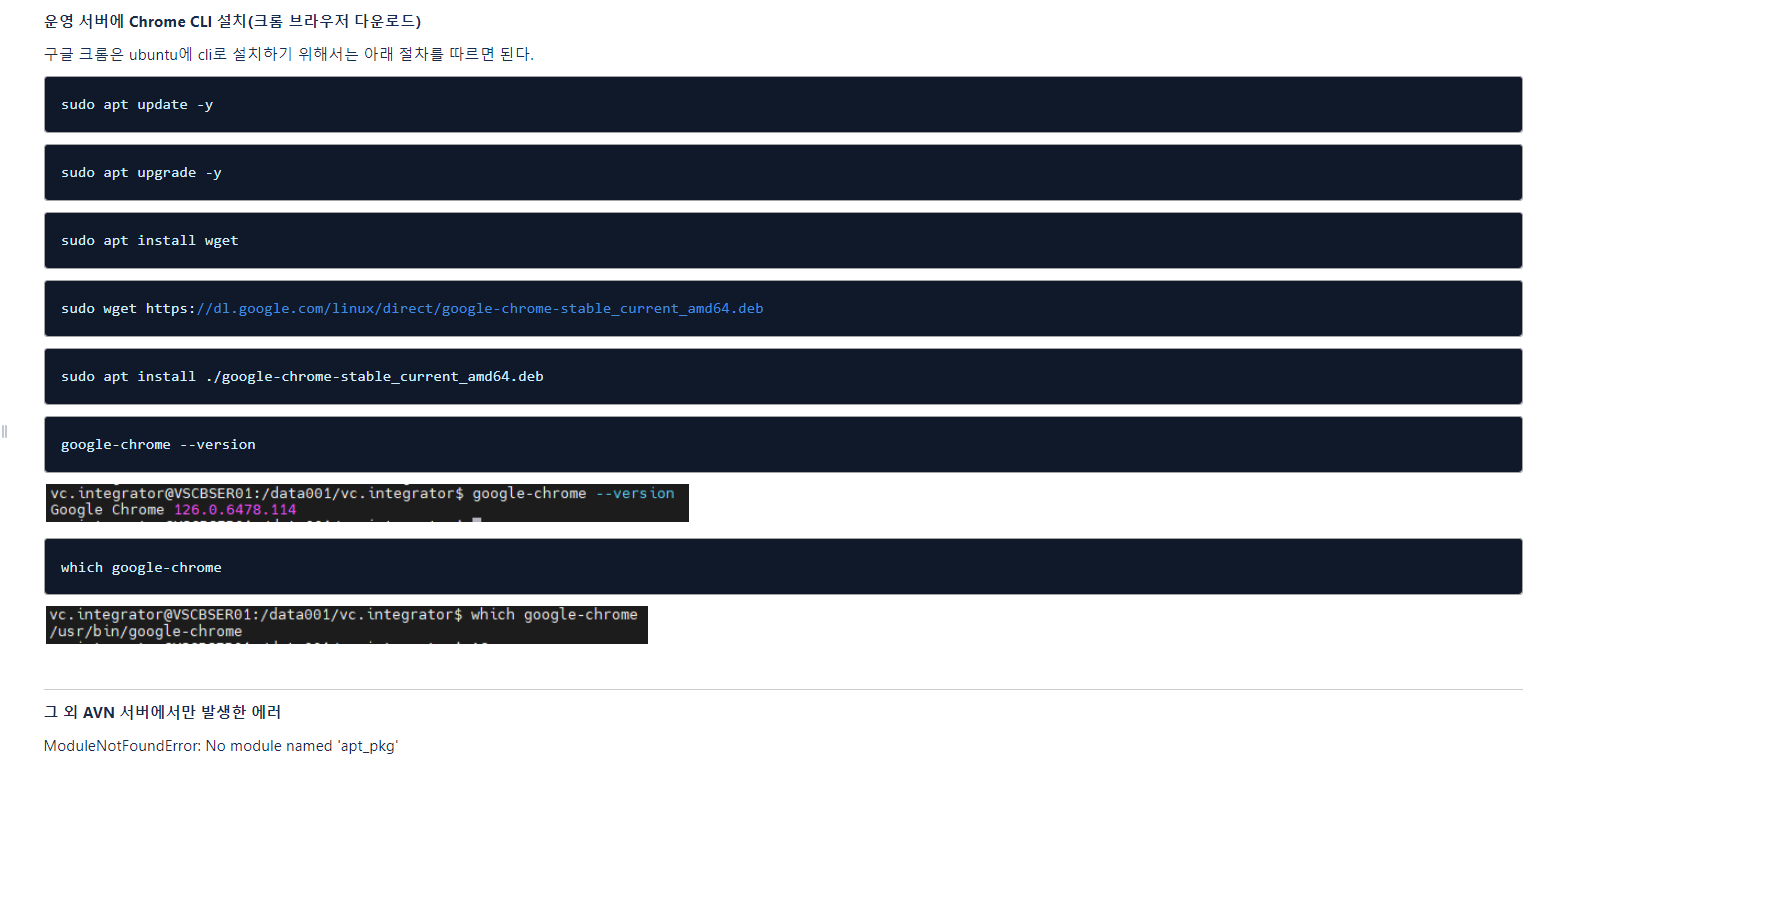 운영 서버에 Chrome CLI 설치(크롬 브라우저 다운로드)
구글 크롬은 ubuntu에 cli로 설치하기 위해서는 아래 절차를 따르면 된다.
sudo apt update -y
sudo apt upgrade -y
sudo apt install wget
sudo wget https://dl.google.com/linux/direct/google-chrome-stable_current_amd64.deb
sudo apt install ./google-chrome-stable_current_amd64.deb
google-chrome --version
vc.integrator@VSCBSER01:/data001/vc.integrator$ google-chrome --version
Google Chrome 126.0.6478.114
which google-chrome
vc.integrator@VSCBSER01:/data001/vc.integrator$ which google-chrome
/usr/bin/google-chrome
그 외 AVN 서버에서만 발생한 에러
ModuleNotFoundError: No module named 'apt_pkg'